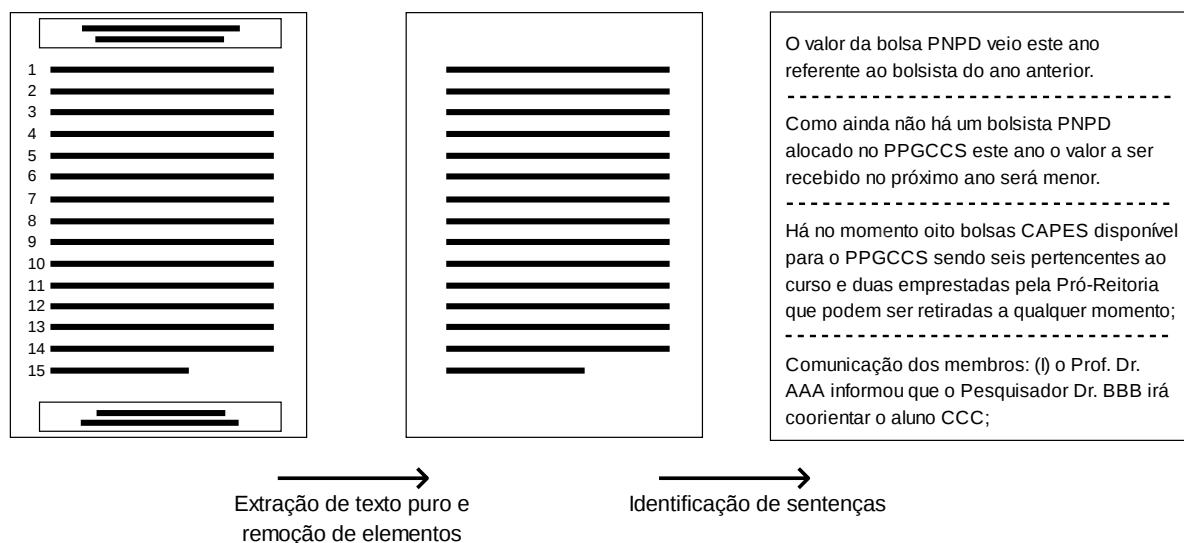 1
2
3
4
5
6
7
8
9
10
11
12
13
14
15
O valor da bolsa PNPD veio este ano
referente ao bolsista do ano anterior.
Como ainda não há um bolsista PNPD
alocado no PPGCCS este ano o valor a ser
recebido no próximo ano será menor.
Há no momento oito bolsas CAPES disponível
para o PPGCCS sendo seis pertencentes ao
curso e duas emprestadas pela Pró-Reitoria
que podem ser retiradas a qualquer momento;
Comunicação dos membros: (I) o Prof. Dr.
AAA informou que o Pesquisador Dr. BBB irá
coorientar o aluno CCC;
Extração de texto puro e
remoção de elementos
Identificação de sentenças